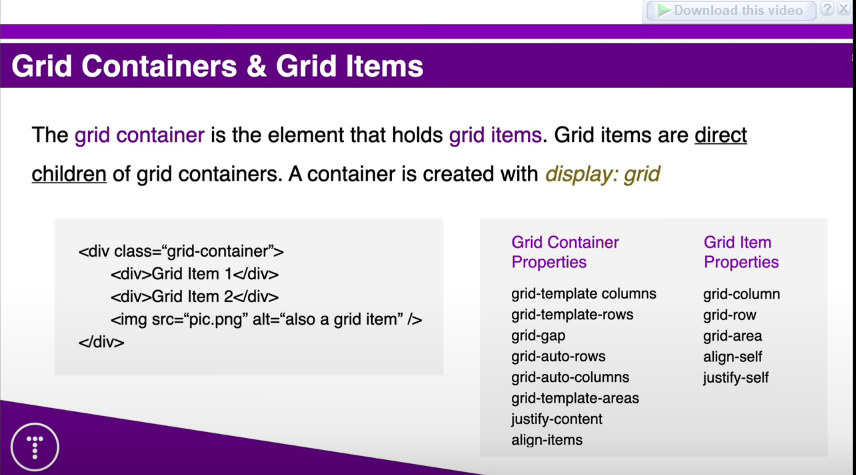 Download this video ? X
Grid Containers & Grid Items
The grid container is the element that holds grid items. Grid items are direct
children of grid containers. A container is created with display: grid
<div class=“grid-container”>
<div>Grid Item 1</div>
<div>Grid Item 2</div>
<img src=“pic.png” alt=“also a grid item” />
</div>
Grid Container
Properties
grid-template columns
grid-template-rows
grid-gap
grid-auto-rows
grid-auto-columns
grid-template-areas
justify-content
align-items
Grid Item
Properties
grid-column
grid-row
grid-area
align-self
justify-self